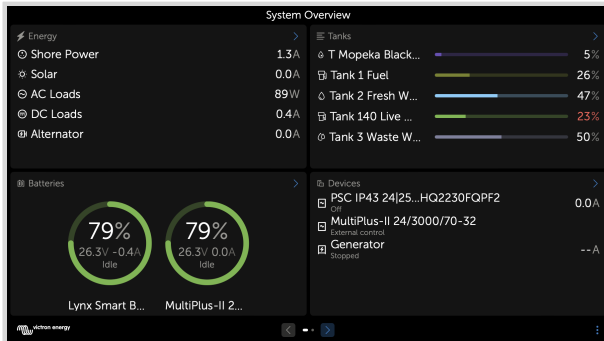 System Overview
Energy
Shore Power 1.3A
Solar 0.0A
AC Loads 89W
DC Loads 0.4A
Alternator 0.0A
Tanks
T Mopeka Black... 5%
Tank 1 Fuel 26%
Tank 2 Fresh W... 47%
Tank 140 Live ... 23%
Tank 3 Waste W... 50%
Batteries
79% 79%
26.3V -0.4A 26.3V 0.0A
Idle Idle
Lynx Smart B... MultiPlus-II 2...
Devices
PSC IP43 24|25...HQ2230FQPF2 0.0A
Off
MultiPlus-II 24/3000/70-32
External control
Generator --A
Stopped
victron energy